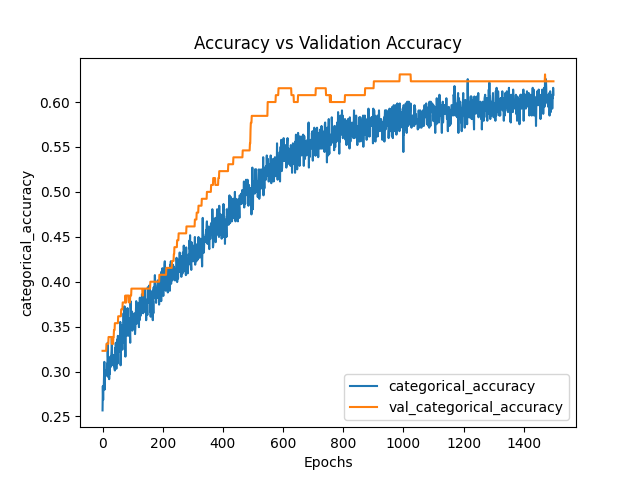 Accuracy vs Validation Accuracy
categorical_accuracy
0.60
0.55
0.50
0.45
0.40
0.35
0.30
0.25
categorical_accuracy
val_categorical_accuracy
0 200 400 600 800 1000 1200 1400
Epochs